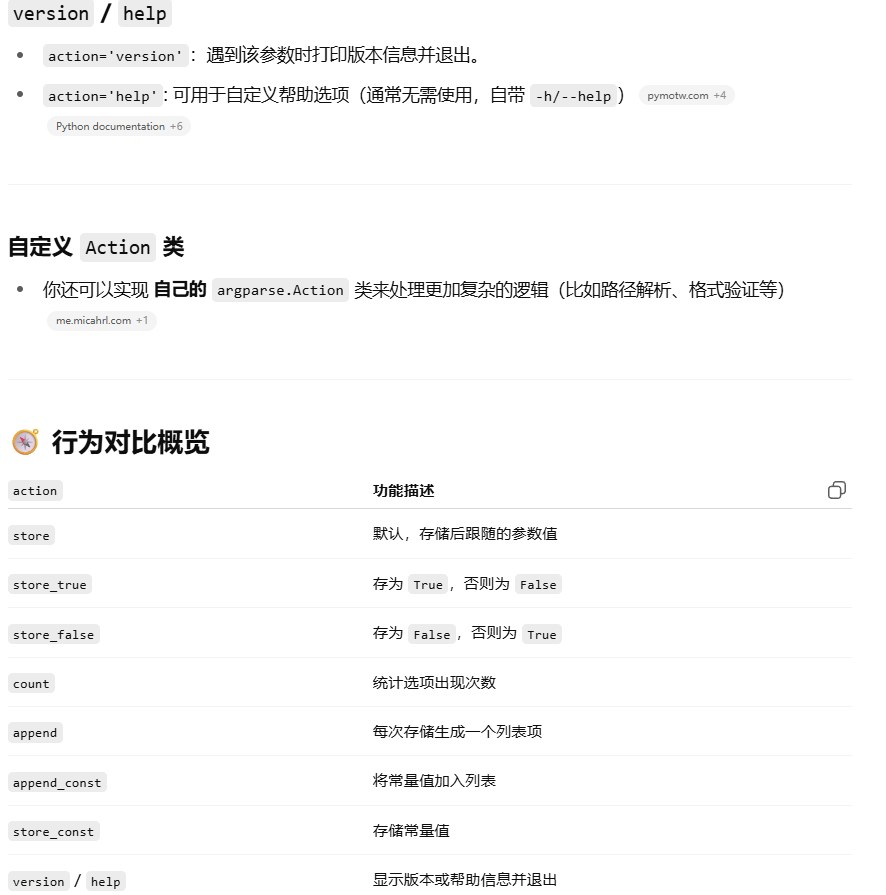 version / help
action='version'：遇到该参数时打印版本信息并退出。
action='help'：可用于自定义帮助选项（通常无需使用，自带 -h/--help） pymotw.com +4
Python documentation +6
自定义 Action 类
你还可以实现 自己的 argparse.Action 类来处理更加复杂的逻辑（比如路径解析、格式验证等）
me.micahrl.com +1
🧭 行为对比概览
action 功能描述
store 默认，存储后跟随的参数值
store_true 存为 True，否则为 False
store_false 存为 False，否则为 True
count 统计选项出现次数
append 每次存储生成一个列表项
append_const 将常量值加入列表
store_const 存储常量值
version / help 显示版本或帮助信息并退出